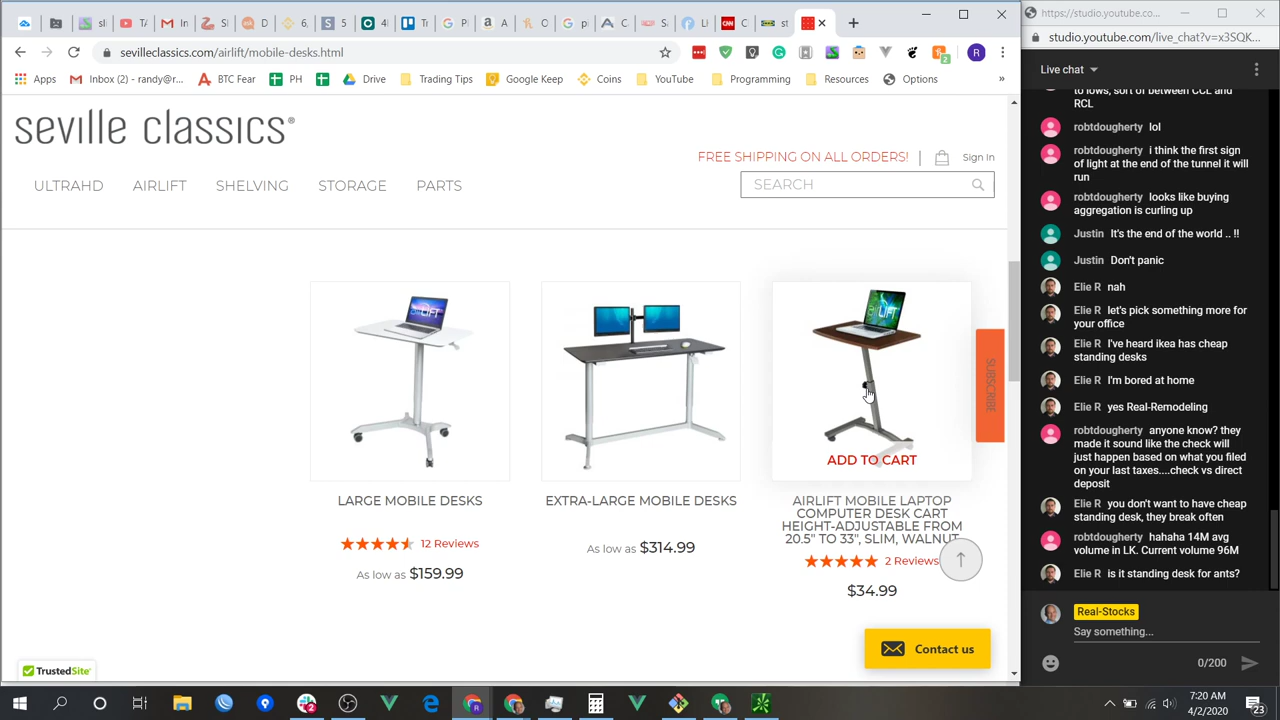 sevilleclassics.com/airlift/mobile-desks.html
https://studio.youtube.co...
studio.youtube.com/live_chat?v=x3SQK...
Apps
Inbox (2) - randy@r...
BTC Fear
PH
Drive
Trading Tips
Google Keep
Coins
YouTube
Programming
Resources
Options
»
seville classics®
FREE SHIPPING ON ALL ORDERS!
Sign In
ULTRAHD AIRLIFT SHELVING STORAGE PARTS
SEARCH
SUBSCRIBE
LARGE MOBILE DESKS
12 Reviews
As low as $159.99
EXTRA-LARGE MOBILE DESKS
As low as $314.99
ADD TO CART
AIRLIFT MOBILE LAPTOP
COMPUTER DESK CART
HEIGHT-ADJUSTABLE FROM
20.5" TO 33", SLIM, WALNUT
2 Reviews
$34.99
Contact us
TrustedSite
Live chat
to lows, sort of between CCL and
RCL
robtdougherty lol
robtdougherty i think the first sign
of light at the end of the tunnel it will
run
robtdougherty looks like buying
aggregation is curling up
Justin It's the end of the world .. !!
Justin Don't panic
Elie R nah
Elie R let's pick something more for
your office
Elie R I've heard ikea has cheap
standing desks
Elie R I'm bored at home
Elie R yes Real-Remodeling
robtdougherty anyone know? they
made it sound like the check will
just happen based on what you filed
on your last taxes....check vs direct
deposit
Elie R you don't want to have cheap
standing desk, they break often
robtdougherty hahaha 14M avg
volume in LK. Current volume 96M
Elie R is it standing desk for ants?
Real-Stocks
Say something...
0/200
7:20 AM
4/2/2020
23